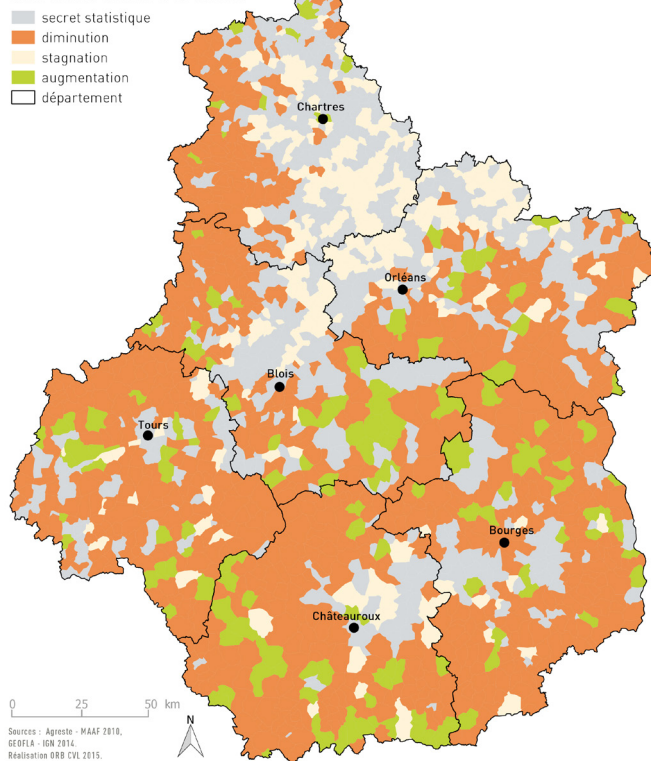 secret statistique
diminution
stagnation
augmentation
département
Chartres
Orléans
Blois
Tours
Bourges
Châteauroux
0 25 50 km
N
Sources : Agreste - MAAF 2010,
GEOFLA - IGN 2014.
Réalisation ORB CVL 2015.